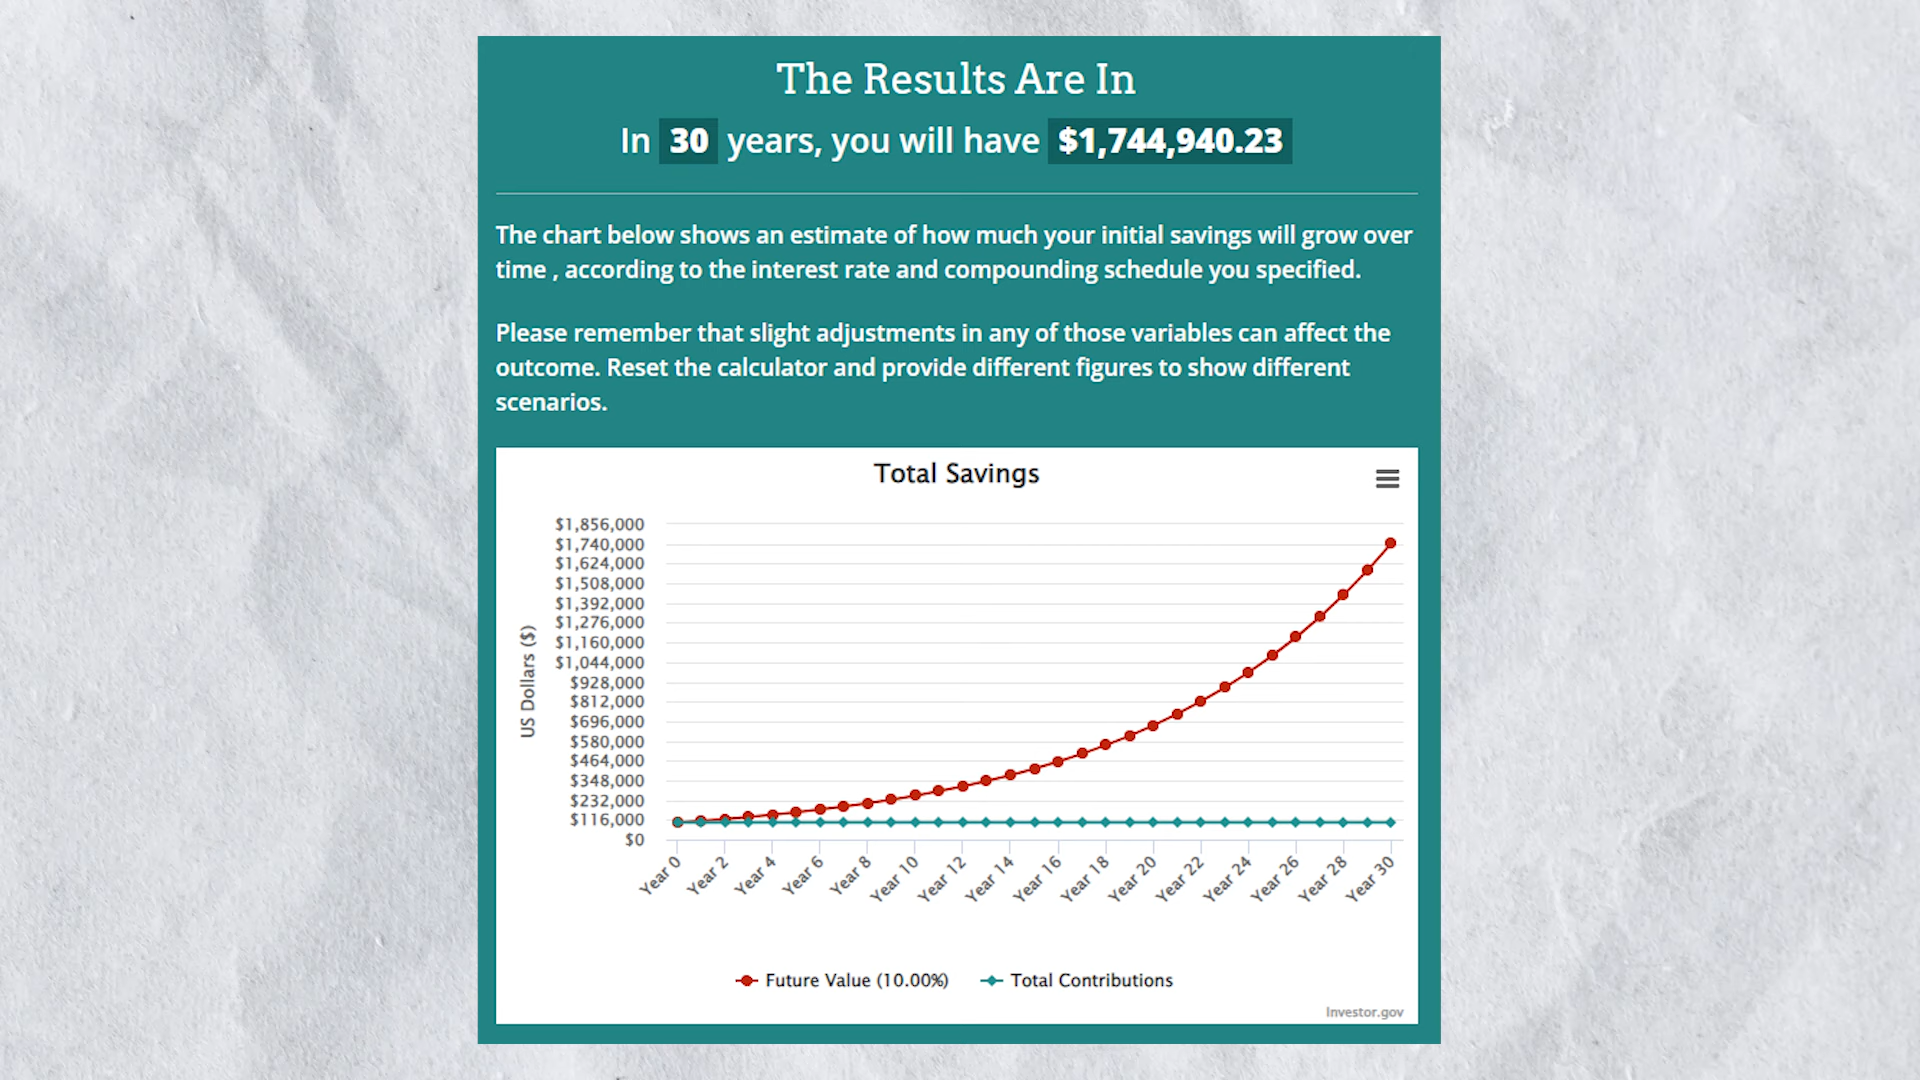 The Results Are In
In 30 years, you will have $1,744,940.23
The chart below shows an estimate of how much your initial savings will grow over
time , according to the interest rate and compounding schedule you specified.
Please remember that slight adjustments in any of those variables can affect the
outcome. Reset the calculator and provide different figures to show different
scenarios.
Total Savings
US Dollars ($)
$1,856,000
$1,740,000
$1,624,000
$1,508,000
$1,392,000
$1,276,000
$1,160,000
$1,044,000
$928,000
$812,000
$696,000
$580,000
$464,000
$348,000
$232,000
$116,000
$0
Year 0
Year 2
Year 4
Year 6
Year 8
Year 10
Year 12
Year 14
Year 16
Year 18
Year 20
Year 22
Year 24
Year 26
Year 28
Year 30
Future Value (10.00%)
Total Contributions
Investor.gov